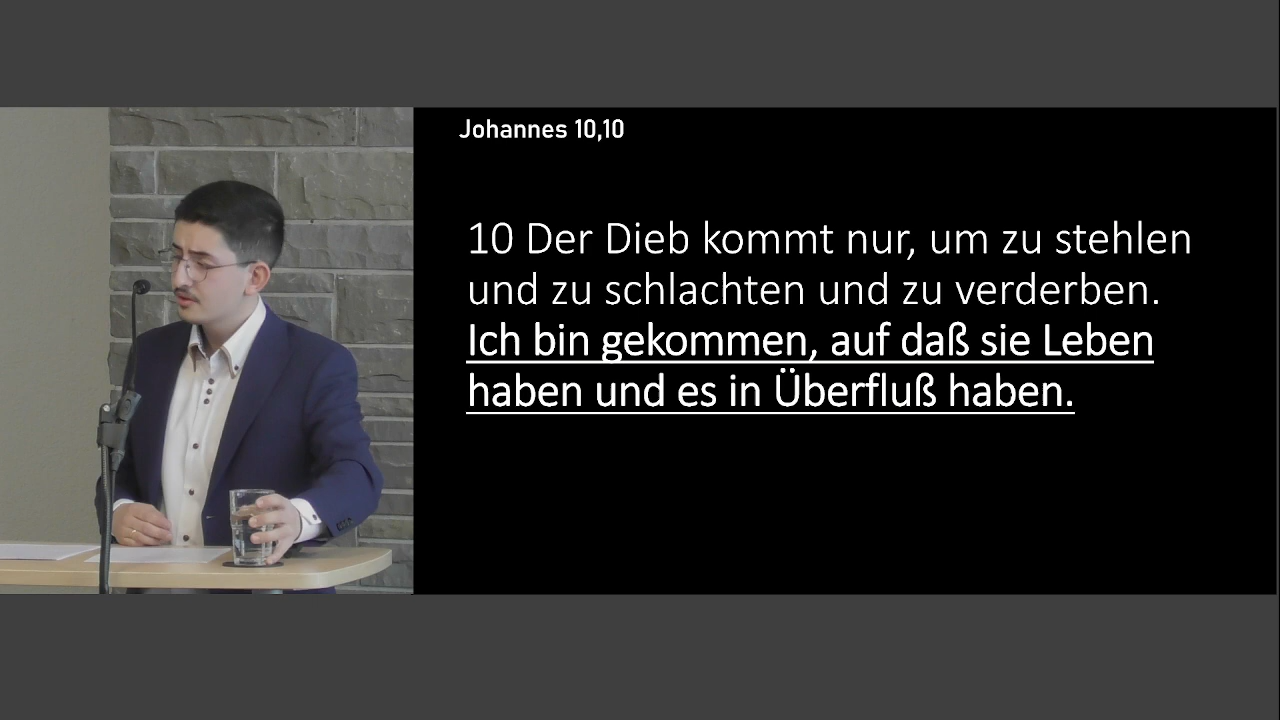 Johannes 10,10
10 Der Dieb kommt nur, um zu stehlen
und zu schlachten und zu verderben.
Ich bin gekommen, auf daß sie Leben
haben und es in Überfluß haben.